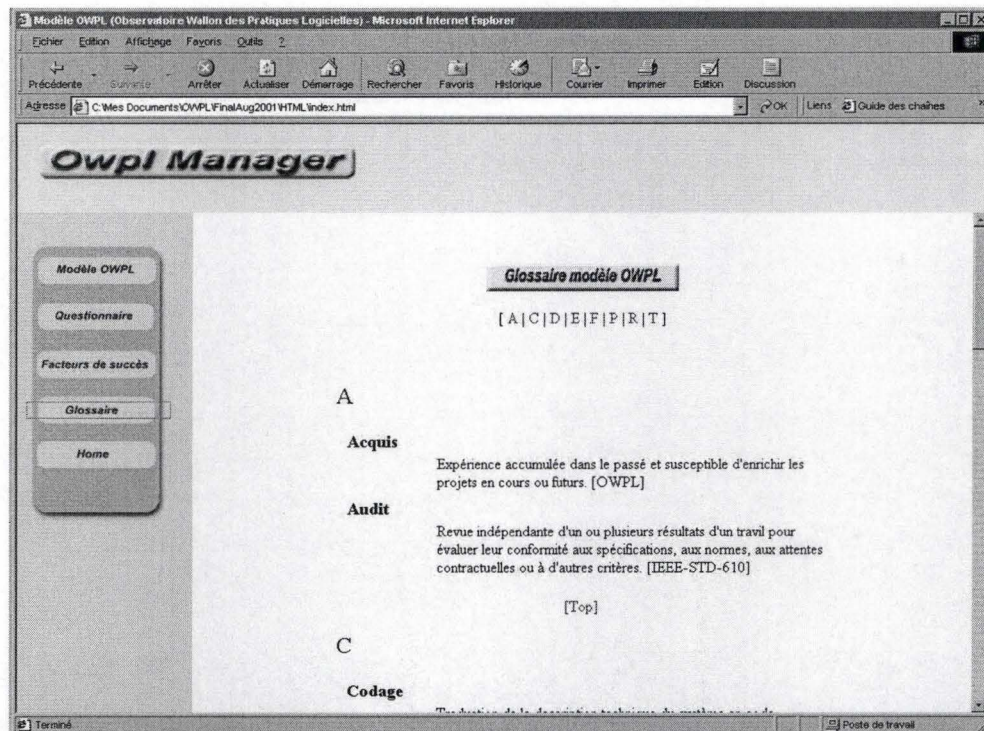 Modèle OWPL (Observatoire Wallon des Pratiques Logicielles) - Microsoft Internet Explorer
Fichier Edition Affichage Favoris Outils ?
Précédente Suivante Arrêter Actualiser Démarrage Rechercher Favoris Historique Courrier Imprimer Edition Discussion
Adresse C:\Mes Documents\OWPL\FinalAug2001\HTML\index.html OK Liens Guide des chaînes »
Owpl Manager
Modèle OWPL
Questionnaire
Facteurs de succès
Glossaire
Home
Glossaire modèle OWPL
[ A|C|D|E|F|P|R|T ]
A
Acquis
Expérience accumulée dans le passé et susceptible d'enrichir les
projets en cours ou futurs. [OWPL]
Audit
Revue indépendante d'un ou plusieurs résultats d'un travil pour
évaluer leur conformité aux spécifications, aux normes, aux attentes
contractuelles ou à d'autres critères. [IEEE-STD-610]
[Top]
C
Codage
Terminé Poste de travail